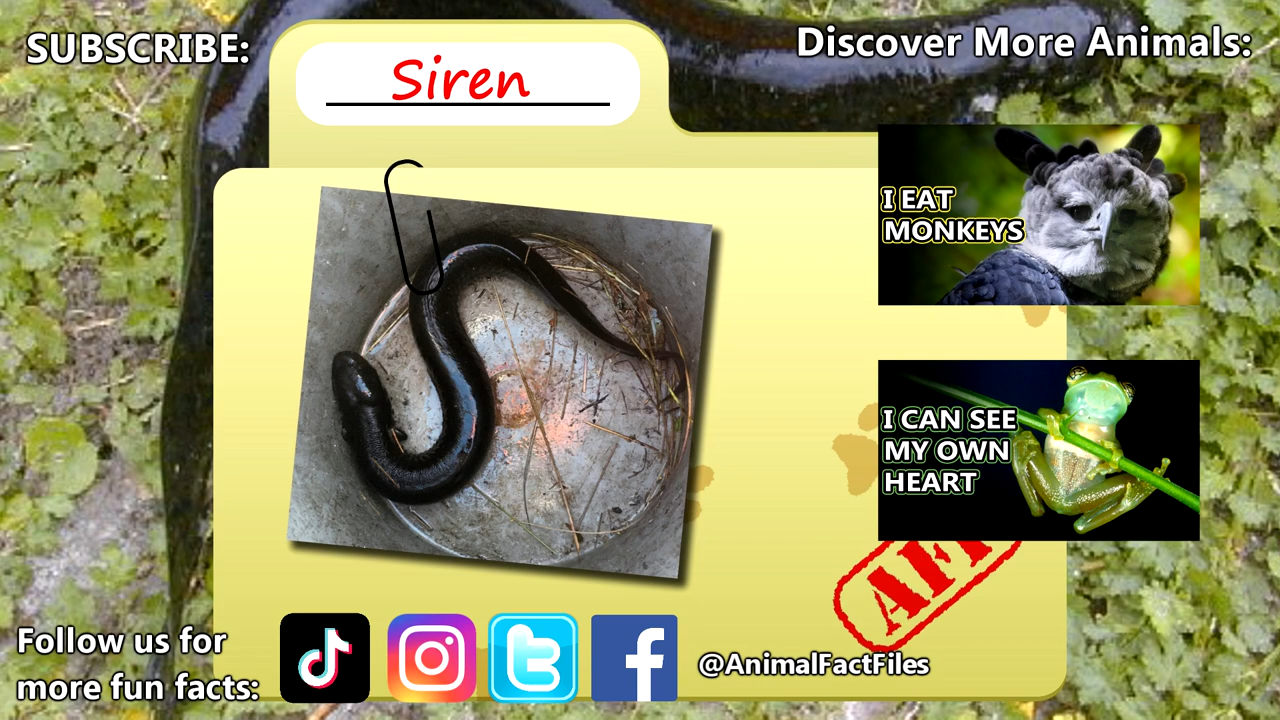 SUBSCRIBE:
Discover More Animals:
Siren
I EAT
MONKEYS
I CAN SEE
MY OWN
HEART
AFF
Follow us for
more fun facts:
@AnimalFactFiles